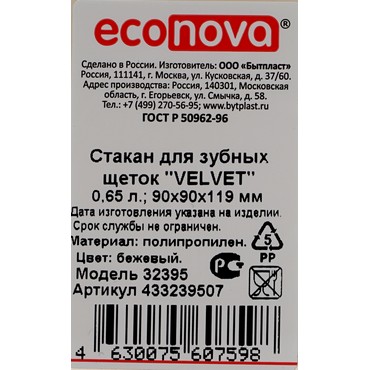 econova®
Сделано в России. Изготовитель: ООО «Бытпласт»
Россия, 111141, г. Москва, ул. Кусковская, д. 37/60.
Адрес производства: Россия, 140301, Московская
область, г. Егорьевск, ул. Смычка, д. 58.
Тел.: +7 (499) 270-56-95; www.bytplast.com
ГОСТ Р 50962-96
Стакан для зубных
щеток "VELVET"
0,65 л.; 90х90х119 мм
Дата изготовления указана на изделии.
Срок службы не ограничен.
Материал: полипропилен.
Цвет: бежевый.
Модель 32395
Артикул 433239507
5
PP
4 630075 607598